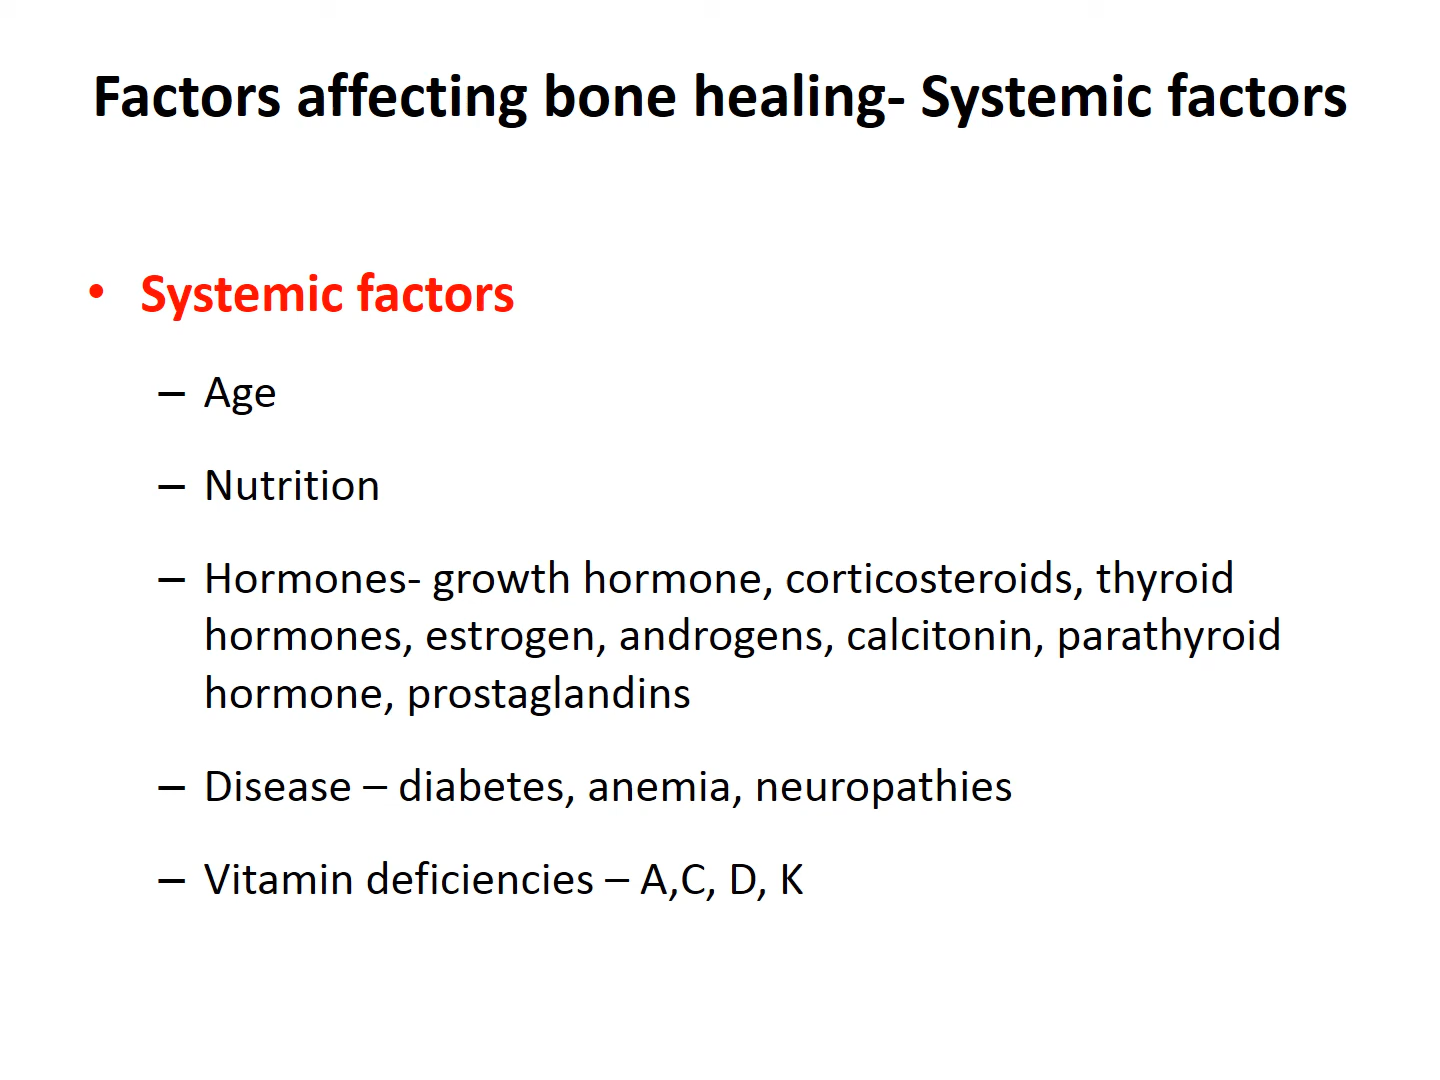 Factors affecting bone healing- Systemic factors
• Systemic factors
– Age
– Nutrition
– Hormones- growth hormone, corticosteroids, thyroid
hormones, estrogen, androgens, calcitonin, parathyroid
hormone, prostaglandins
– Disease – diabetes, anemia, neuropathies
– Vitamin deficiencies – A,C, D, K